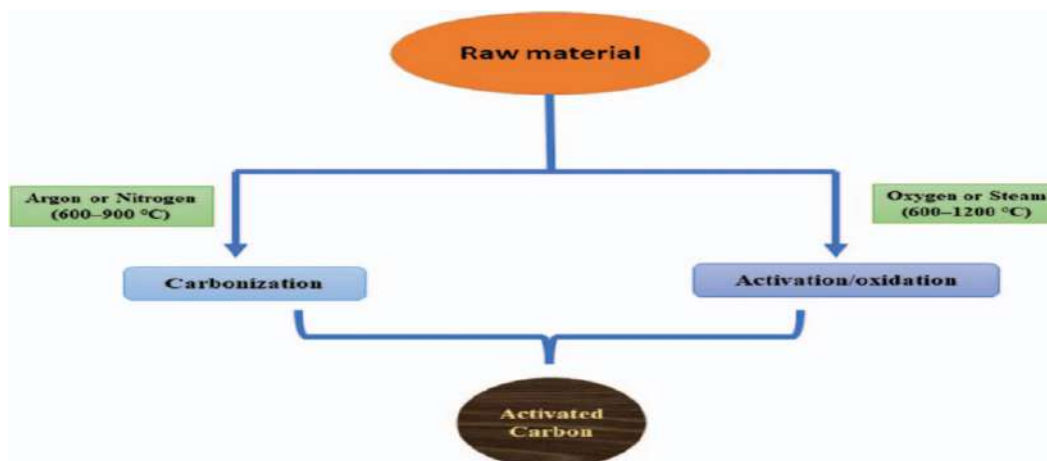 Raw material
Argon or Nitrogen
(600–900 °C)
Oxygen or Steam
(600–1200 °C)
Carbonization
Activation/oxidation
Activated
Carbon